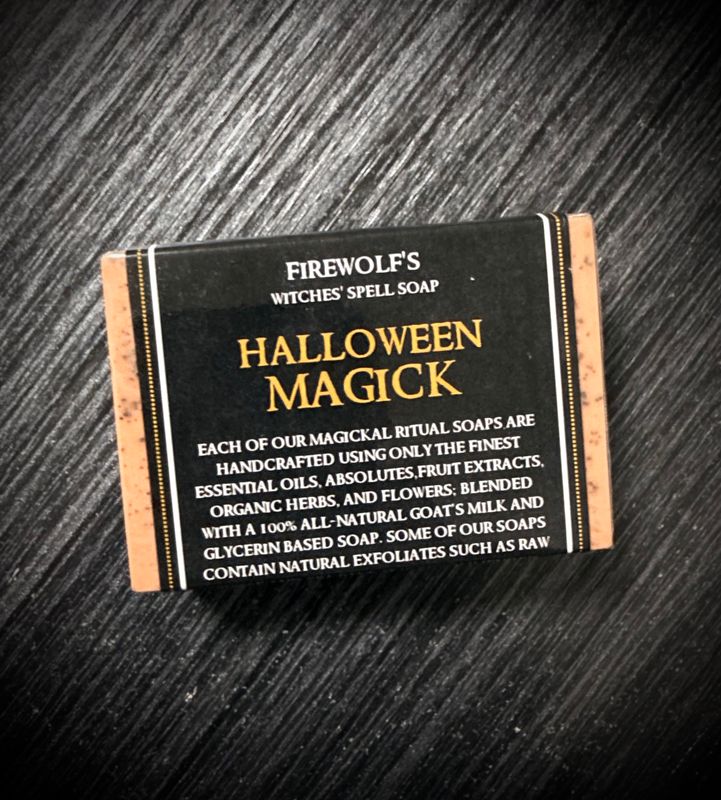 FIREWOLF'S
WITCHES' SPELL SOAP
HALLOWEEN
MAGICK
EACH OF OUR MAGICKAL RITUAL SOAPS ARE
HANDCRAFTED USING ONLY THE FINEST
ESSENTIAL OILS, ABSOLUTES,FRUIT EXTRACTS,
ORGANIC HERBS, AND FLOWERS; BLENDED
WITH A 100% ALL-NATURAL GOAT'S MILK AND
GLYCERIN BASED SOAP. SOME OF OUR SOAPS
CONTAIN NATURAL EXFOLIATES SUCH AS RAW